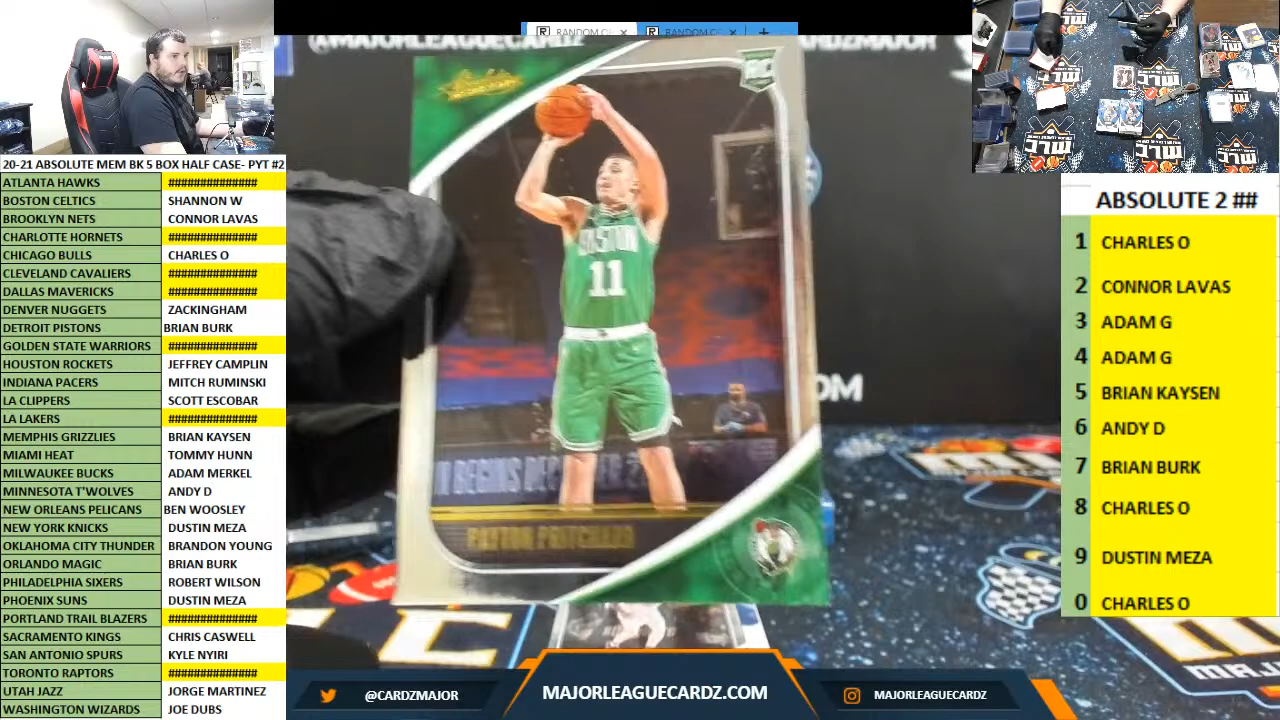 RANDOM
RANDOM
@MAJORLEAGUECARDZ
CARDZMAJOR
RC
Absolute
BOSTON
11
PAYTON PRITCHARD
20-21 ABSOLUTE MEM BK 5 BOX HALF CASE- PYT #2
ATLANTA HAWKS ##############
BOSTON CELTICS SHANNON W
BROOKLYN NETS CONNOR LAVAS
CHARLOTTE HORNETS ##############
CHICAGO BULLS CHARLES O
CLEVELAND CAVALIERS ##############
DALLAS MAVERICKS ##############
DENVER NUGGETS ZACKINGHAM
DETROIT PISTONS BRIAN BURK
GOLDEN STATE WARRIORS ##############
HOUSTON ROCKETS JEFFREY CAMPLIN
INDIANA PACERS MITCH RUMINSKI
LA CLIPPERS SCOTT ESCOBAR
LA LAKERS ##############
MEMPHIS GRIZZLIES BRIAN KAYSEN
MIAMI HEAT TOMMY HUNN
MILWAUKEE BUCKS ADAM MERKEL
MINNESOTA T'WOLVES ANDY D
NEW ORLEANS PELICANS BEN WOOSLEY
NEW YORK KNICKS DUSTIN MEZA
OKLAHOMA CITY THUNDER BRANDON YOUNG
ORLANDO MAGIC BRIAN BURK
PHILADELPHIA SIXERS ROBERT WILSON
PHOENIX SUNS DUSTIN MEZA
PORTLAND TRAIL BLAZERS ##############
SACRAMENTO KINGS CHRIS CASWELL
SAN ANTONIO SPURS KYLE NYIRI
TORONTO RAPTORS ##############
UTAH JAZZ JORGE MARTINEZ
WASHINGTON WIZARDS JOE DUBS
ABSOLUTE 2 ##
1 CHARLES O
2 CONNOR LAVAS
3 ADAM G
4 ADAM G
5 BRIAN KAYSEN
6 ANDY D
7 BRIAN BURK
8 CHARLES O
9 DUSTIN MEZA
0 CHARLES O
@CARDZMAJOR
MAJORLEAGUECARDZ.COM
MAJORLEAGUECARDZ